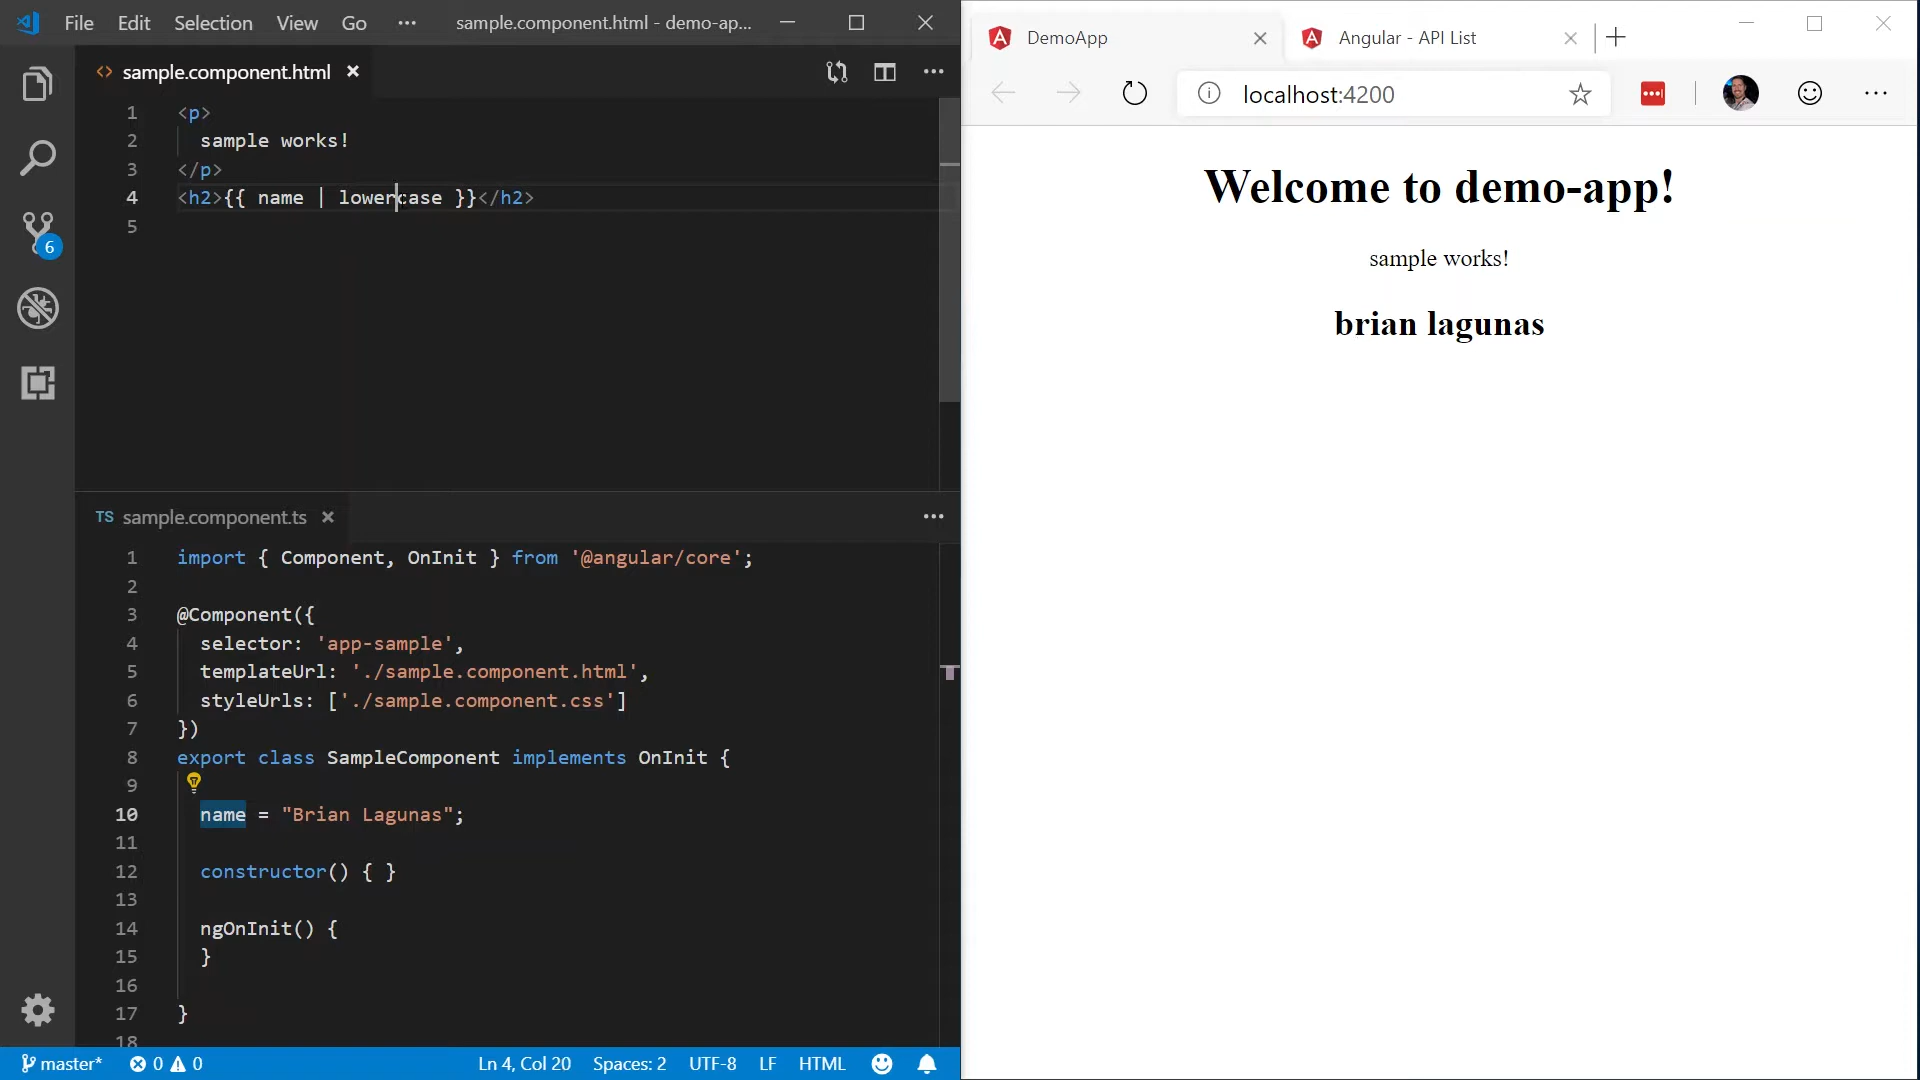 File Edit Selection View Go ··· sample.component.html - demo-ap...
<> sample.component.html
1 <p>
2 sample works!
3 </p>
4 <h2>{{ name | lowercase }}</h2>
5
6
TS sample.component.ts
1 import { Component, OnInit } from '@angular/core';
2
3 @Component({
4 selector: 'app-sample',
5 templateUrl: './sample.component.html',
6 styleUrls: ['./sample.component.css']
7 })
8 export class SampleComponent implements OnInit {
9
10 name = "Brian Lagunas";
11
12 constructor() { }
13
14 ngOnInit() {
15 }
16
17 }
18
master* 0 0 Ln 4, Col 20 Spaces: 2 UTF-8 LF HTML
DemoApp Angular - API List
localhost:4200
Welcome to demo-app!
sample works!
brian lagunas